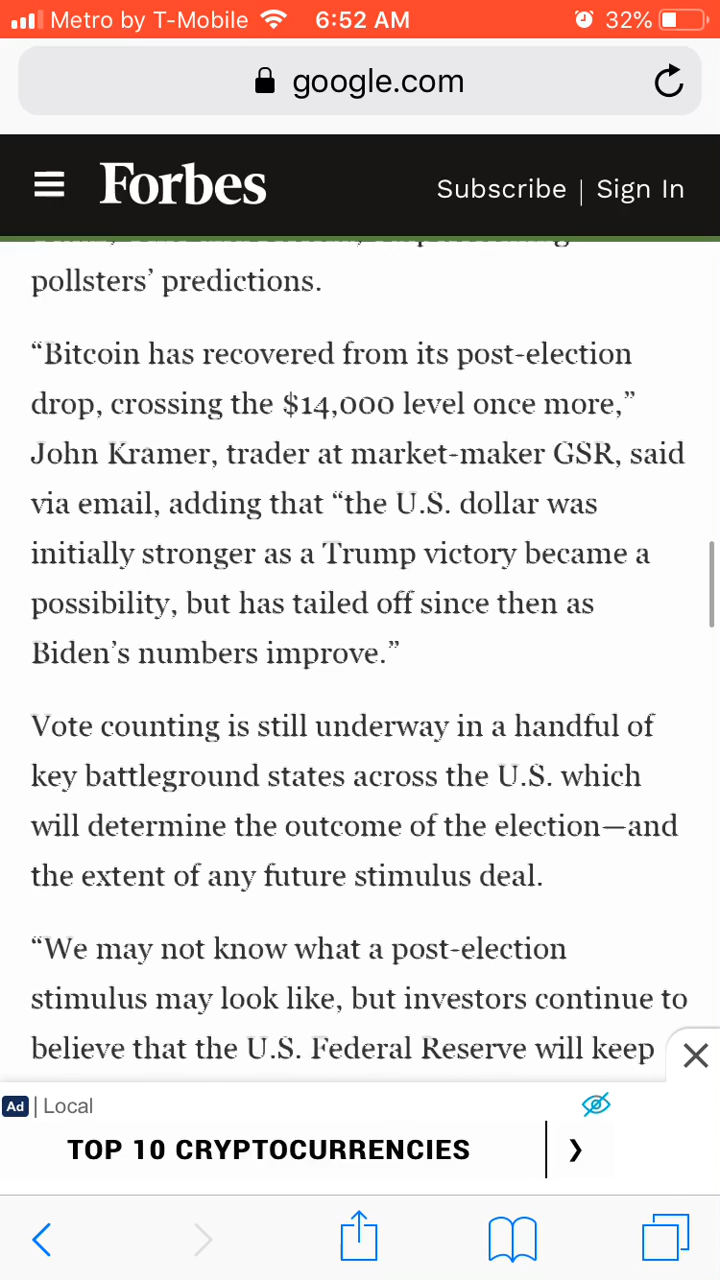 Metro by T-Mobile 6:52 AM 32%
google.com
Forbes Subscribe | Sign In
pollsters’ predictions.
“Bitcoin has recovered from its post-election
drop, crossing the $14,000 level once more,”
John Kramer, trader at market-maker GSR, said
via email, adding that “the U.S. dollar was
initially stronger as a Trump victory became a
possibility, but has tailed off since then as
Biden’s numbers improve.”
Vote counting is still underway in a handful of
key battleground states across the U.S. which
will determine the outcome of the election—and
the extent of any future stimulus deal.
“We may not know what a post-election
stimulus may look like, but investors continue to
believe that the U.S. Federal Reserve will keep
Ad | Local
TOP 10 CRYPTOCURRENCIES